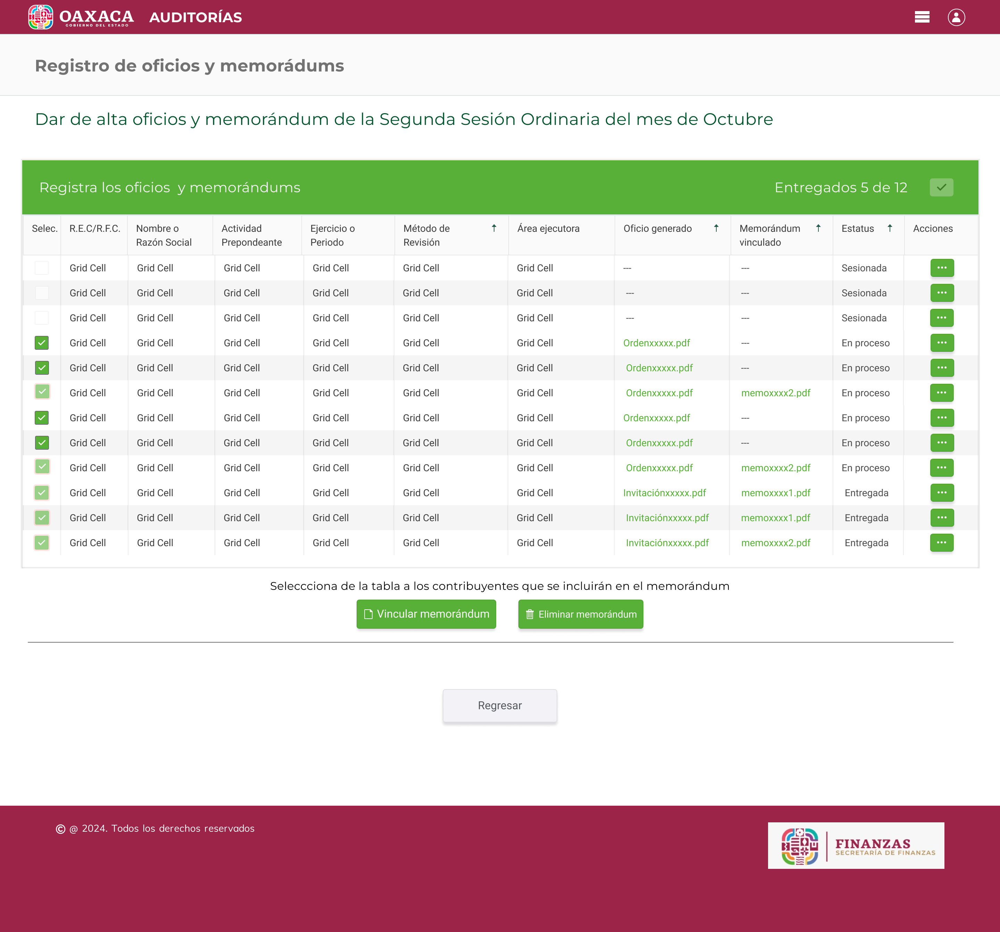 OAXACA
GOBIERNO DEL ESTADO
AUDITORÍAS
Registro de oficios y memorádums
Dar de alta oficios y memorándum de la Segunda Sesión Ordinaria del mes de Octubre
Registra los oficios y memorándums Entregados 5 de 12
Selec. R.E.C/R.F.C. Nombre o Razón Social Actividad Prepondeante Ejercicio o Periodo Método de Revisión Área ejecutora Oficio generado Memorándum vinculado Estatus Acciones
Grid Cell Grid Cell Grid Cell Grid Cell Grid Cell Grid Cell --- --- Sesionada
Grid Cell Grid Cell Grid Cell Grid Cell Grid Cell Grid Cell --- --- Sesionada
Grid Cell Grid Cell Grid Cell Grid Cell Grid Cell Grid Cell --- --- Sesionada
Grid Cell Grid Cell Grid Cell Grid Cell Grid Cell Grid Cell Ordenxxxxx.pdf --- En proceso
Grid Cell Grid Cell Grid Cell Grid Cell Grid Cell Grid Cell Ordenxxxxx.pdf --- En proceso
Grid Cell Grid Cell Grid Cell Grid Cell Grid Cell Grid Cell Ordenxxxxx.pdf memoxxxx2.pdf En proceso
Grid Cell Grid Cell Grid Cell Grid Cell Grid Cell Grid Cell Ordenxxxxx.pdf --- En proceso
Grid Cell Grid Cell Grid Cell Grid Cell Grid Cell Grid Cell Ordenxxxxx.pdf --- En proceso
Grid Cell Grid Cell Grid Cell Grid Cell Grid Cell Grid Cell Ordenxxxxx.pdf memoxxxx2.pdf En proceso
Grid Cell Grid Cell Grid Cell Grid Cell Grid Cell Grid Cell Invitaciónxxxxx.pdf memoxxxx1.pdf Entregada
Grid Cell Grid Cell Grid Cell Grid Cell Grid Cell Grid Cell Invitaciónxxxxx.pdf memoxxxx1.pdf Entregada
Grid Cell Grid Cell Grid Cell Grid Cell Grid Cell Grid Cell Invitaciónxxxxx.pdf memoxxxx2.pdf Entregada
Seleccciona de la tabla a los contribuyentes que se incluirán en el memorándum
Vincular memorándum Eliminar memorándum
Regresar
© @ 2024. Todos los derechos reservados
FINANZAS
SECRETARÍA DE FINANZAS